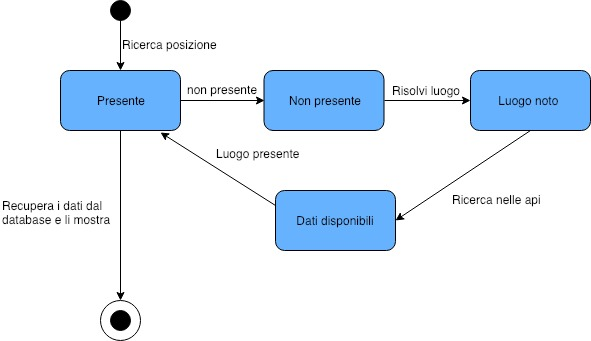 Ricerca posizione
Presente
non presente
Non presente
Risolvi luogo
Luogo noto
Luogo presente
Ricerca nelle api
Recupera i dati dal
database e li mostra
Dati disponibili